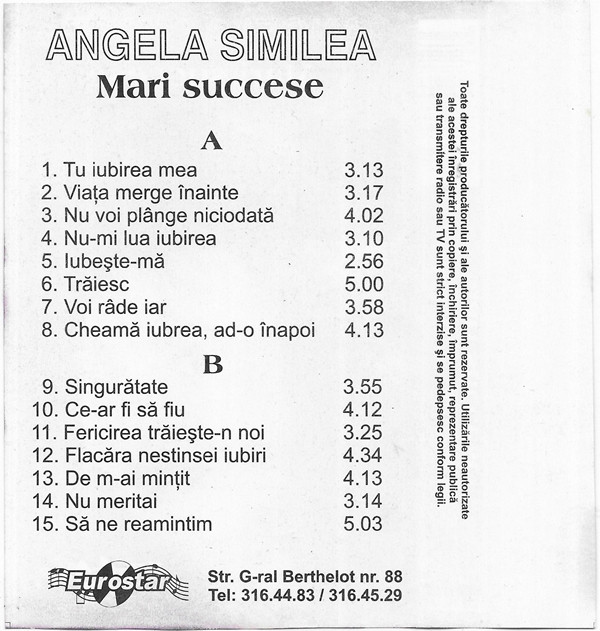 ANGELA SIMILEA
Mari succese
A
1. Tu iubirea mea 3.13
2. Viaţa merge înainte 3.17
3. Nu voi plânge niciodată 4.02
4. Nu-mi lua iubirea 3.10
5. Iubeşte-mă 2.56
6. Trăiesc 5.00
7. Voi râde iar 3.58
8. Cheamă iubrea, ad-o înapoi 4.13
B
9. Singurătate 3.55
10. Ce-ar fi să fiu 4.12
11. Fericirea trăieşte-n noi 3.25
12. Flacăra nestinsei iubiri 4.34
13. De m-ai minţit 4.13
14. Nu meritai 3.14
15. Să ne reamintim 5.03
Eurostar
Str. G-ral Berthelot nr. 88
Tel: 316.44.83 / 316.45.29
Toate drepturile producătorului şi ale autorilor sunt rezervate. Utilizările neautorizate
ale acestei înregistrări prin copiere, închiriere, împrumut, reprezentare publică
sau transmitere radio sau TV sunt strict interzise şi se pedepsesc conform legii.